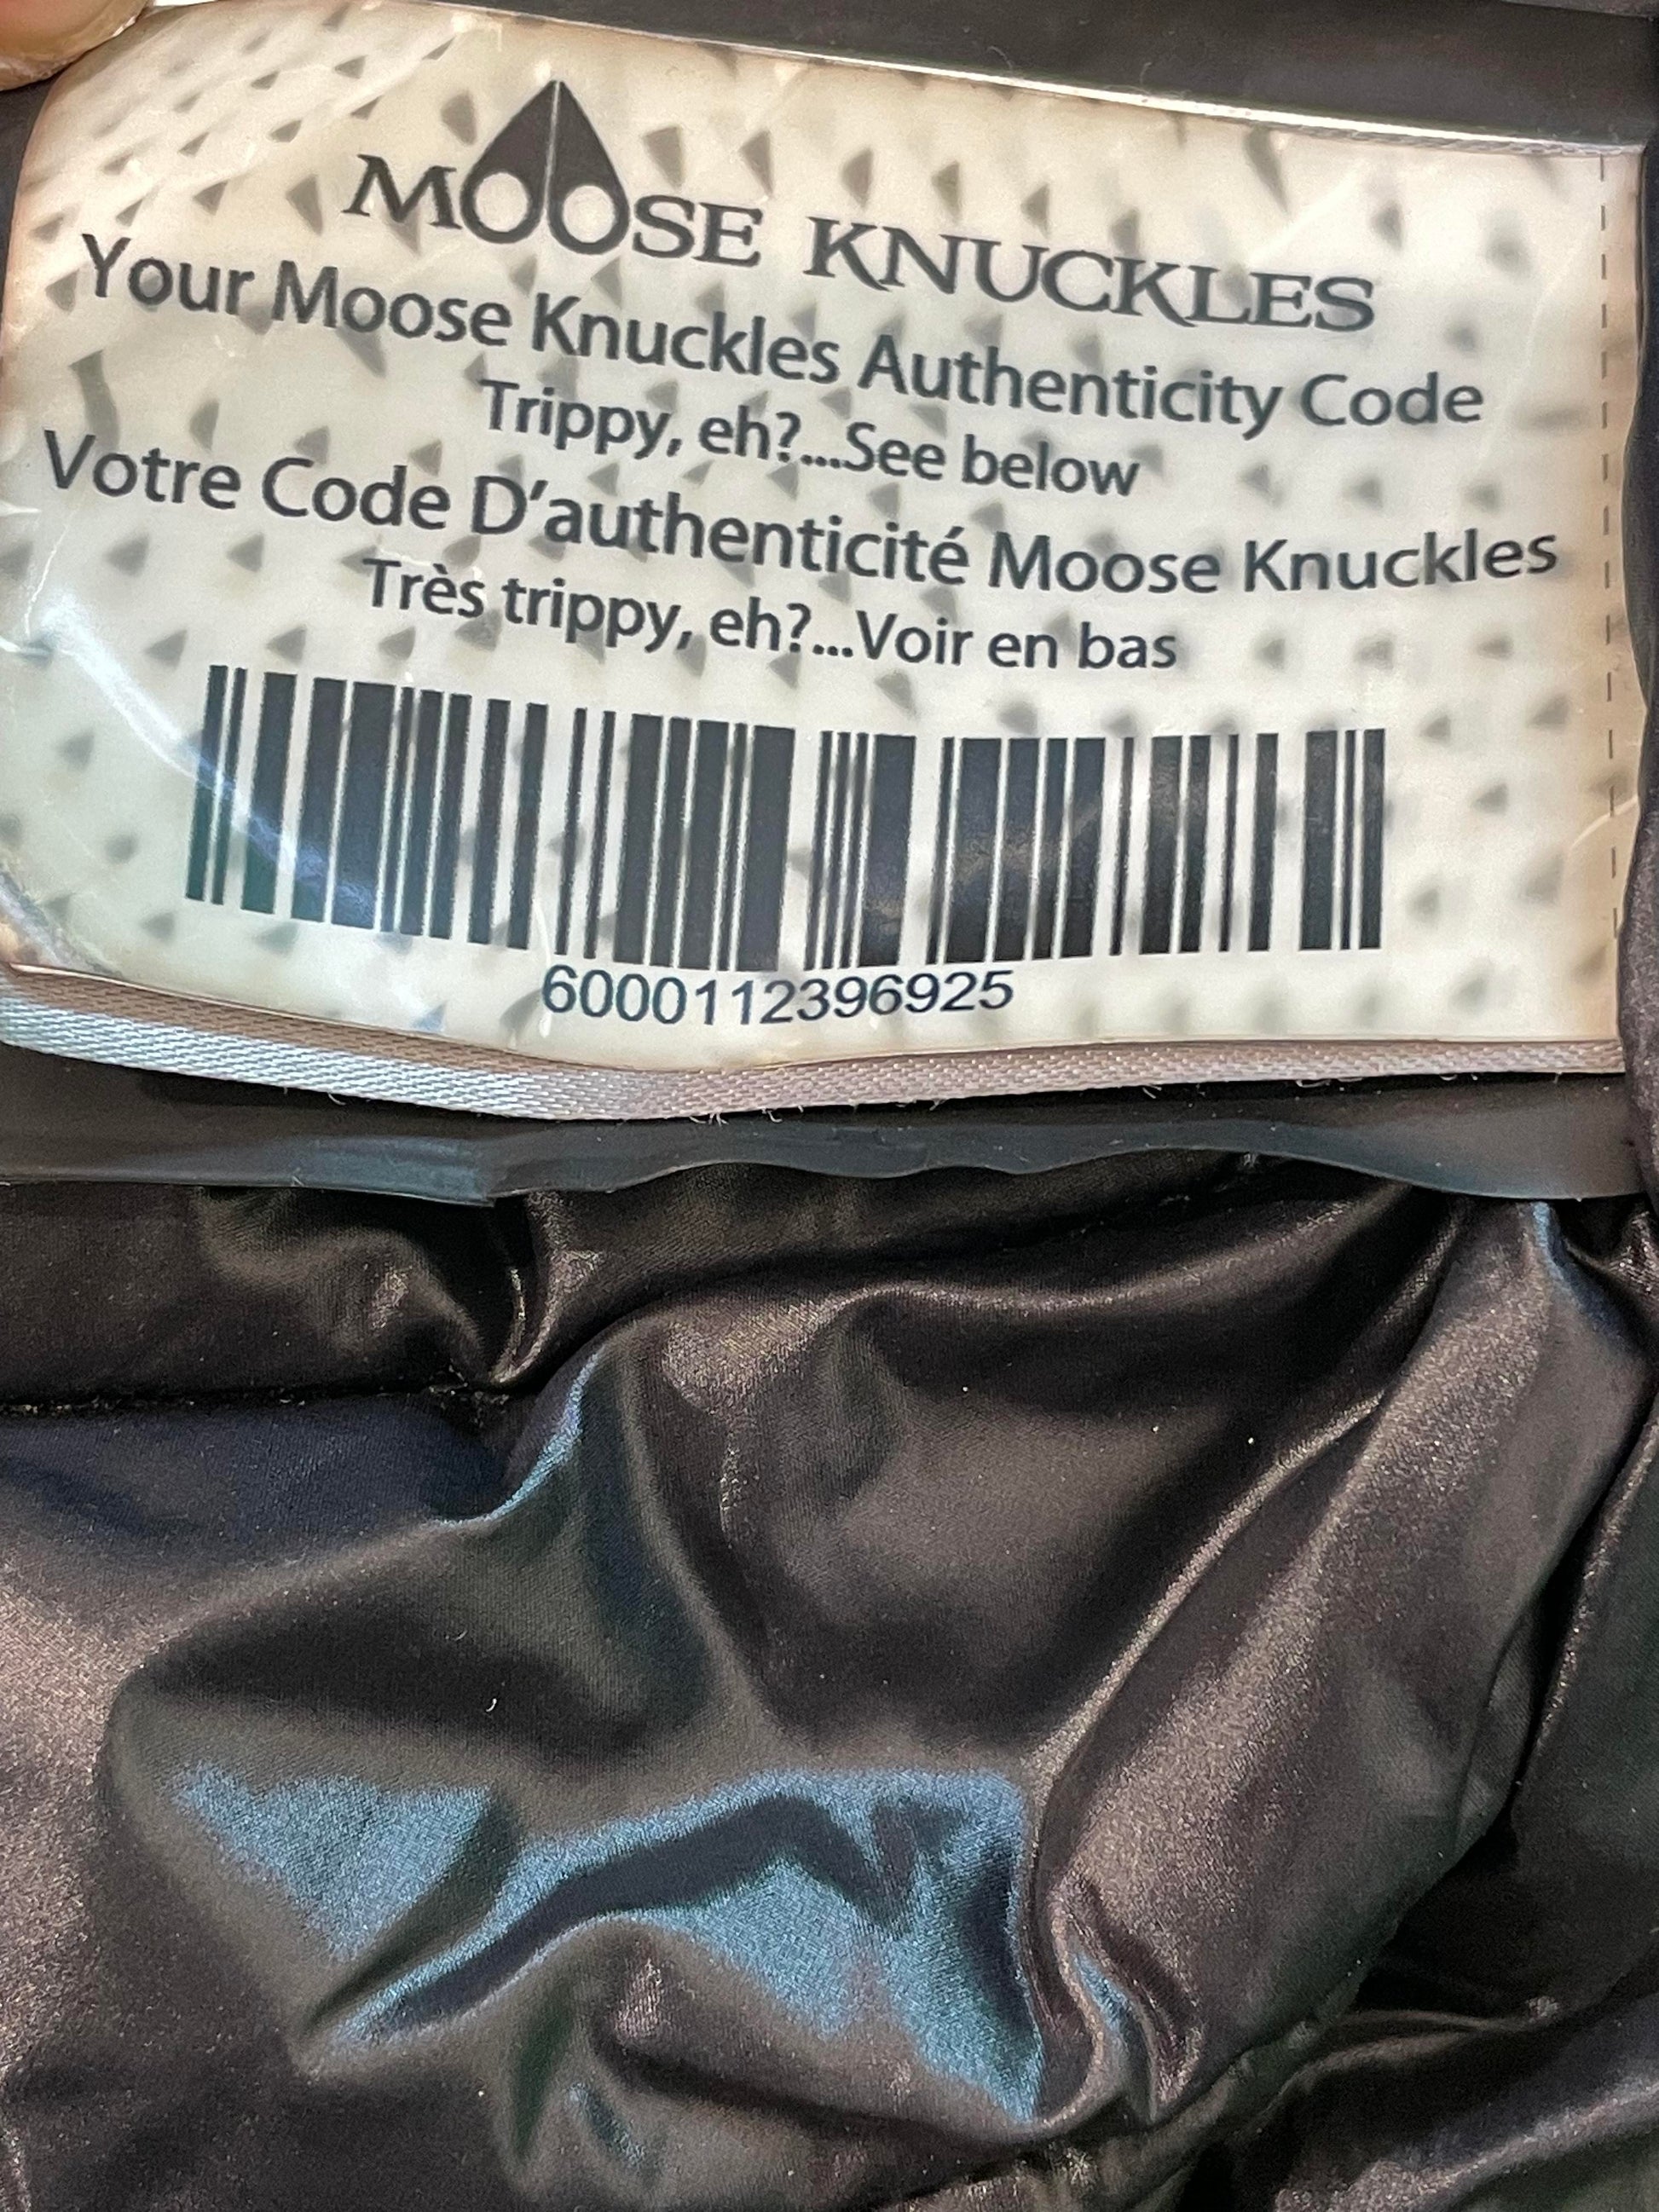 MOOSE KNUCKLES
Your Moose Knuckles Authenticity Code
Trippy, eh?...See below
Votre Code D'authenticité Moose Knuckles
Très trippy, eh?...Voir en bas
6000112396925